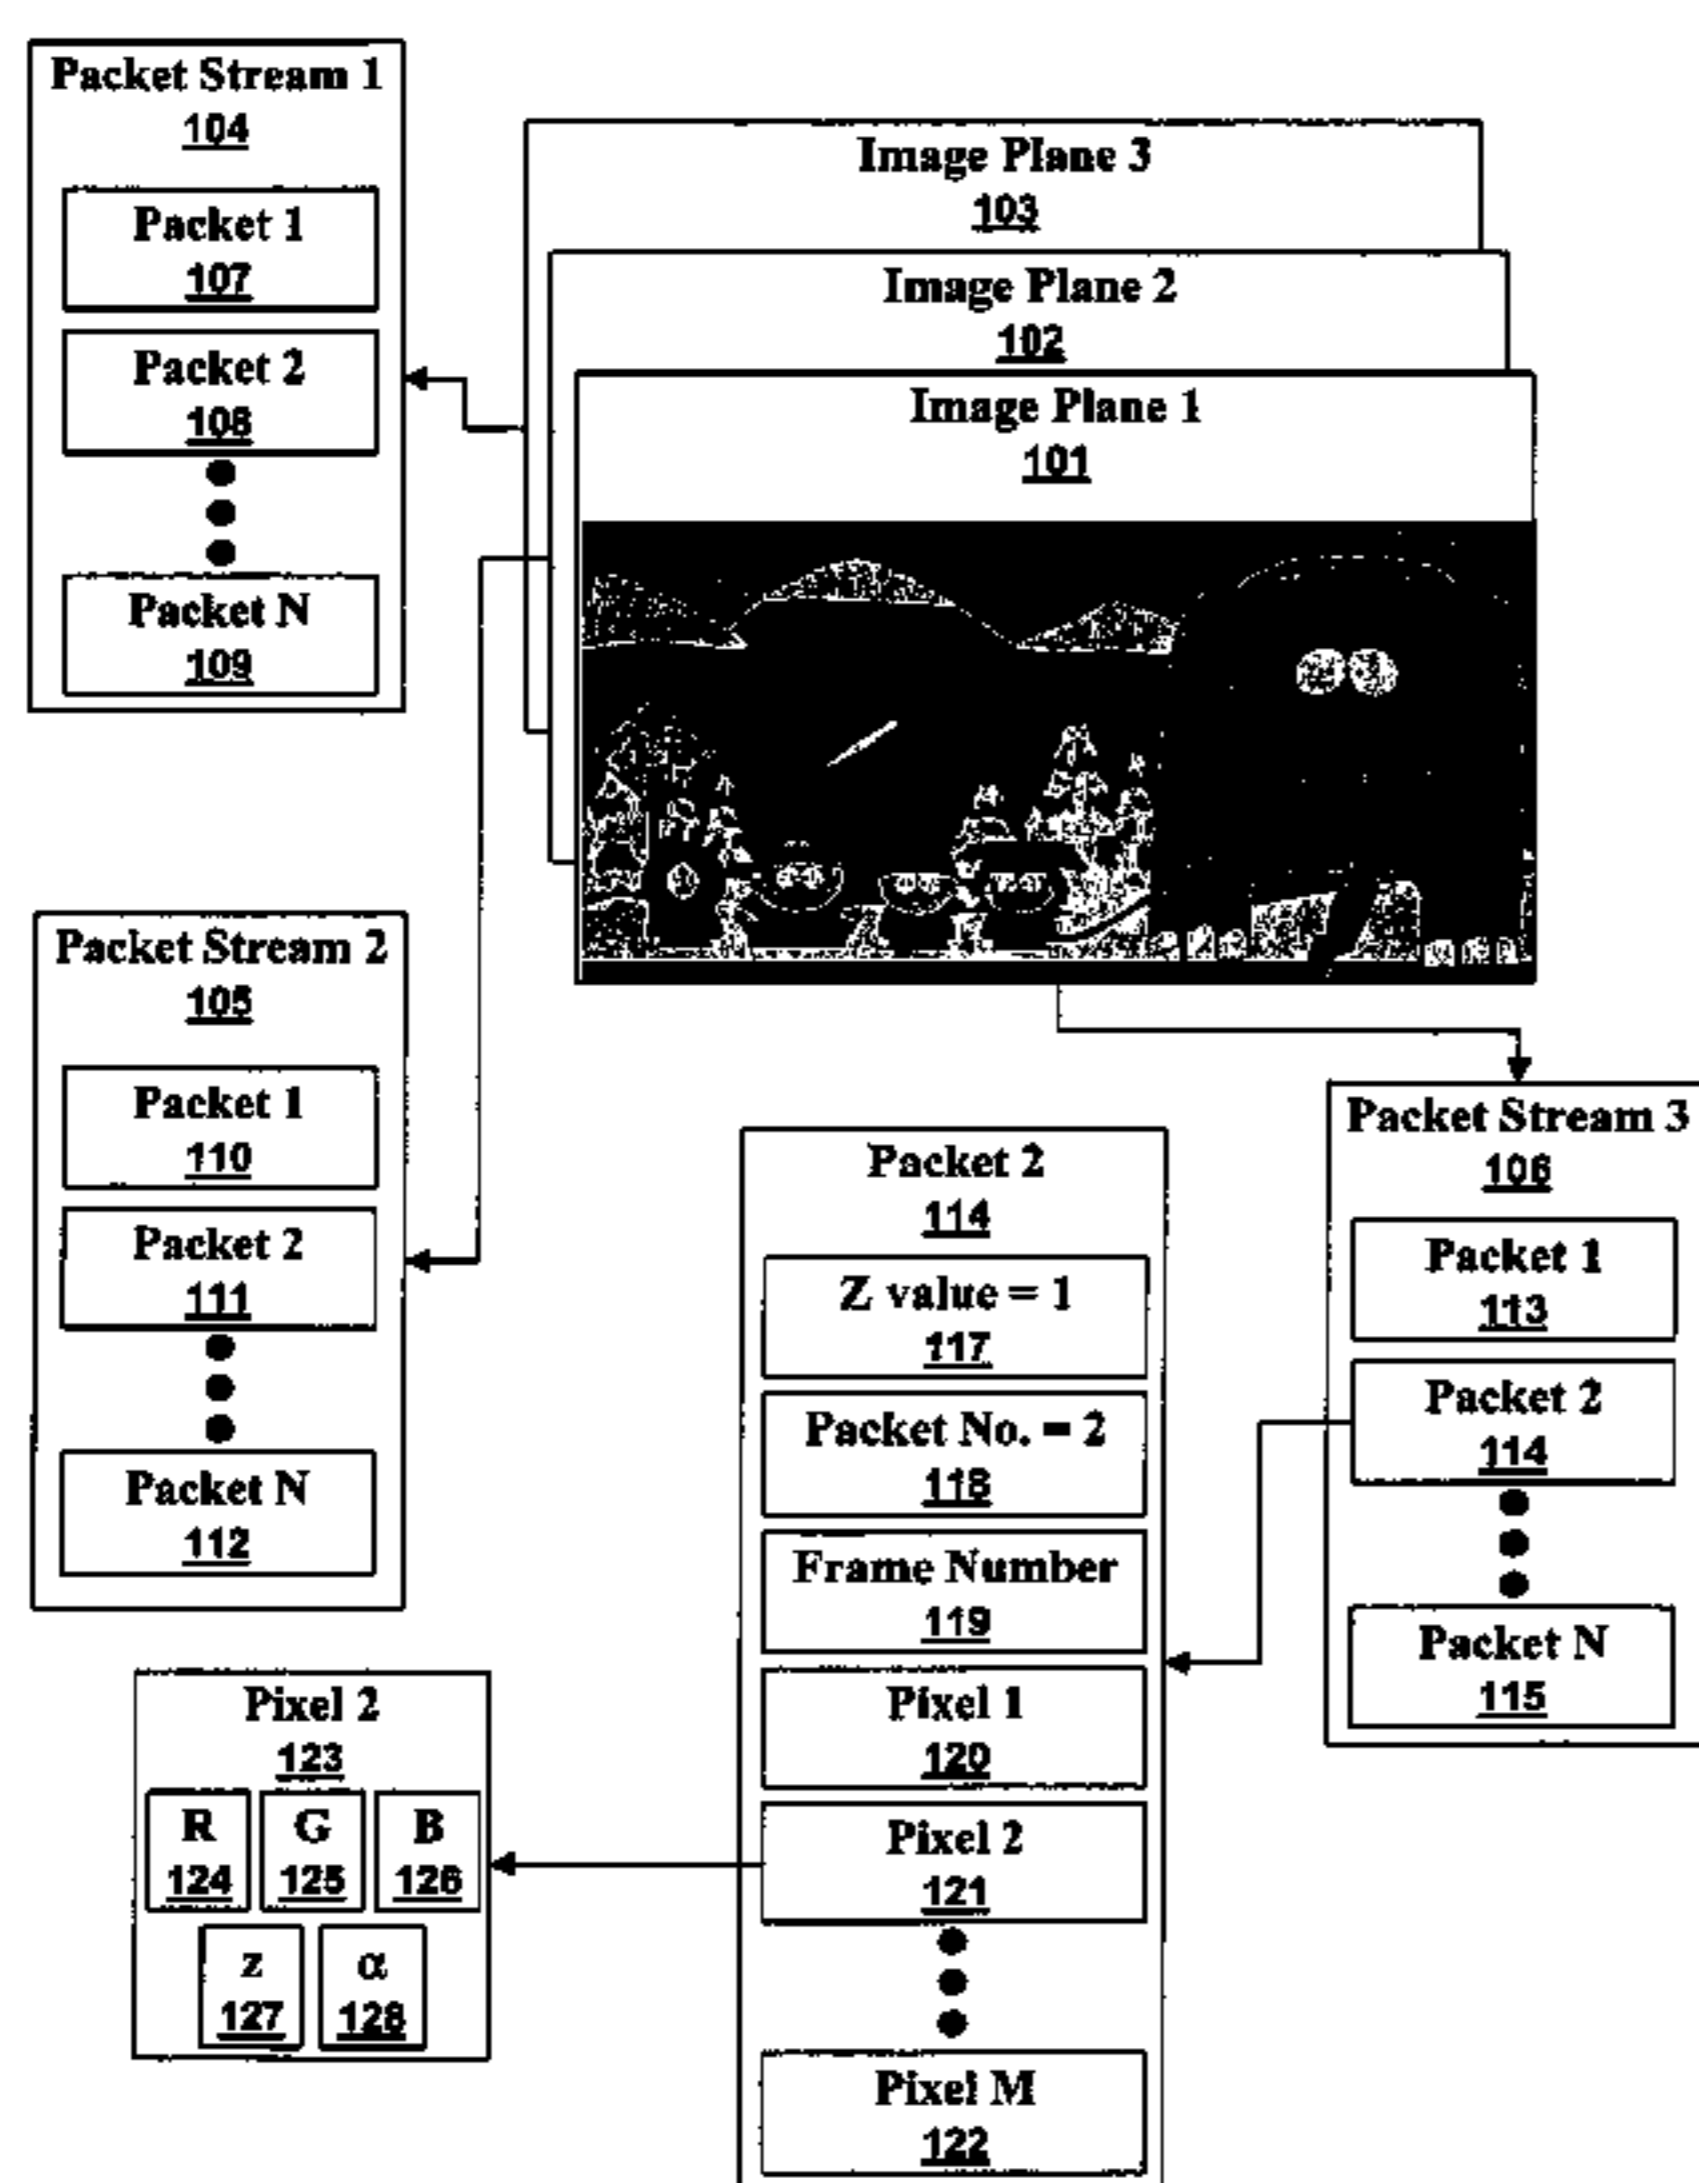 Packet Stream 1
104
Packet 1
107
Packet 2
108
Packet N
109
Image Plane 3
103
Image Plane 2
102
Image Plane 1
101
Packet Stream 2
105
Packet 1
110
Packet 2
111
Packet N
112
Packet Stream 3
106
Packet 1
113
Packet 2
114
Packet N
115
Packet 2
114
Z value = 1
117
Packet No. = 2
118
Frame Number
119
Pixel 1
120
Pixel 2
121
Pixel M
122
Pixel 2
123
R
124
G
125
B
126
z
127
α
128